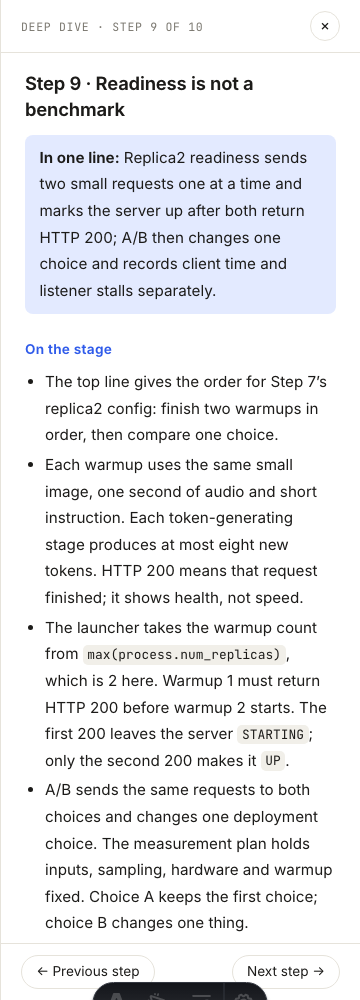 DEEP DIVE · STEP 9 OF 10
×
Step 9 · Readiness is not a
benchmark
In one line: Replica2 readiness sends
two small requests one at a time and
marks the server up after both return
HTTP 200; A/B then changes one
choice and records client time and
listener stalls separately.
On the stage
• The top line gives the order for Step 7’s
replica2 config: finish two warmups in
order, then compare one choice.
• Each warmup uses the same small
image, one second of audio and short
instruction. Each token-generating
stage produces at most eight new
tokens. HTTP 200 means that request
finished; it shows health, not speed.
• The launcher takes the warmup count
from max(process.num_replicas),
which is 2 here. Warmup 1 must return
HTTP 200 before warmup 2 starts. The
first 200 leaves the server STARTING;
only the second 200 makes it UP.
• A/B sends the same requests to both
choices and changes one deployment
choice. The measurement plan holds
inputs, sampling, hardware and warmup
fixed. Choice A keeps the first choice;
choice B changes one thing.
← Previous step
Next step →